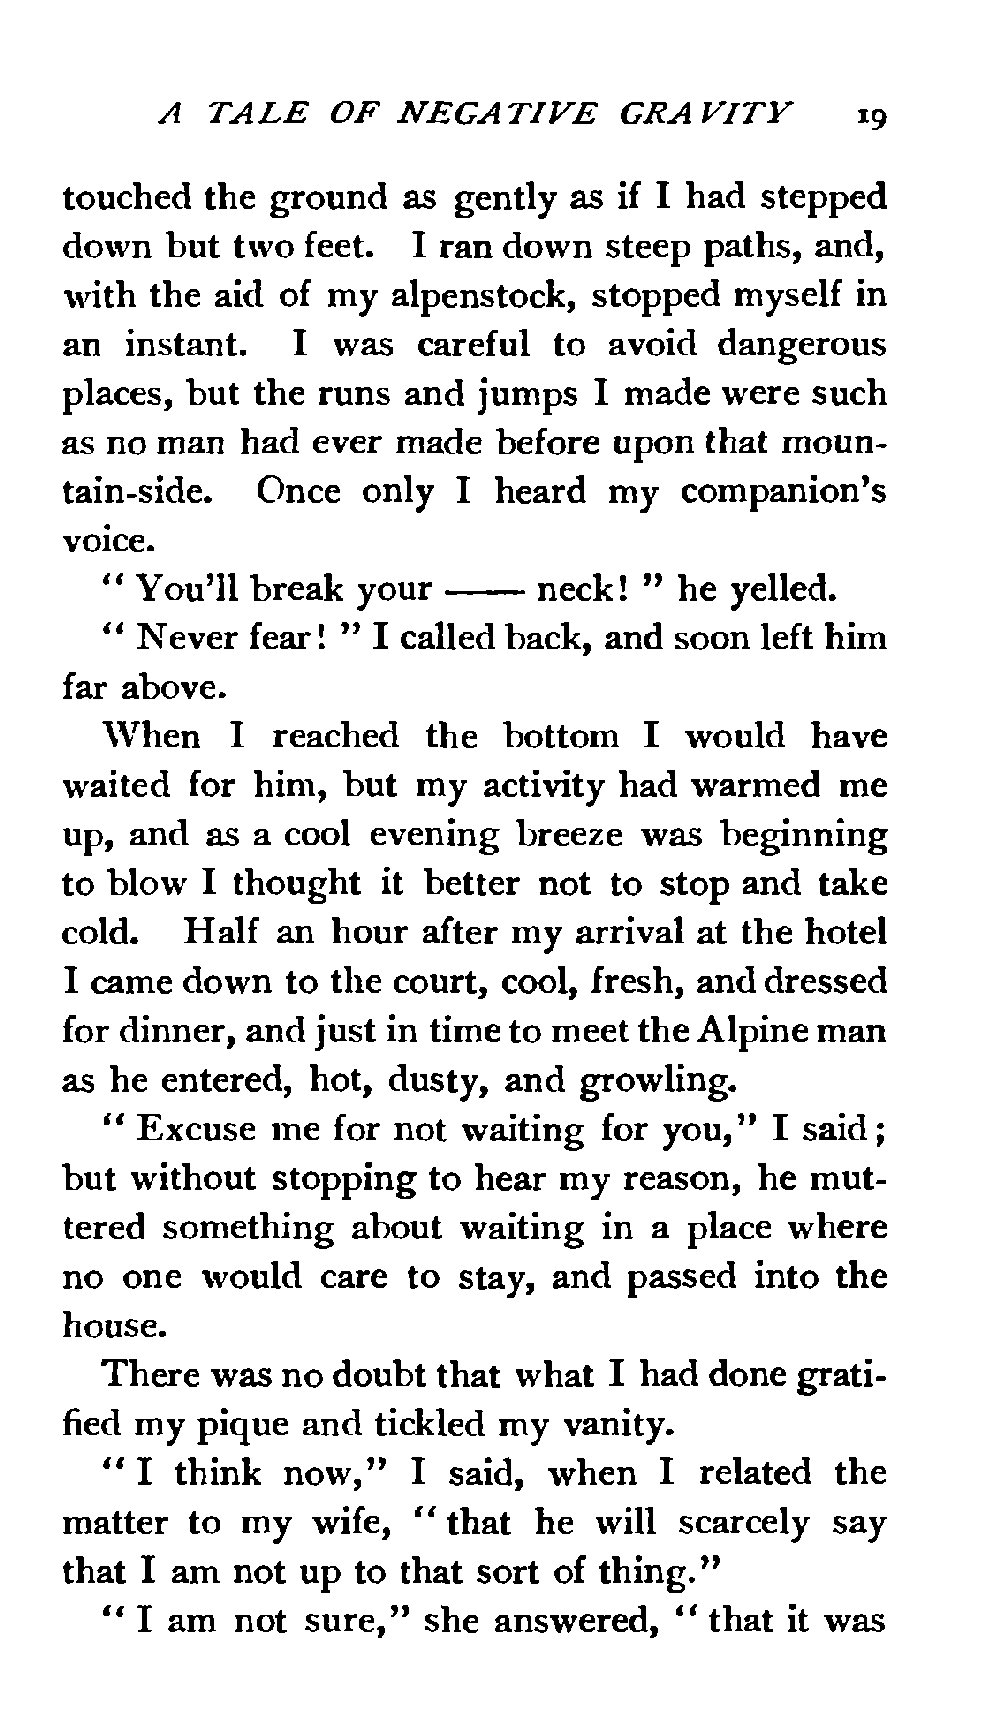 A TALE OF NEGATIVE GRAVITY 19
touched the ground as gently as if I had stepped
down but two feet. I ran down steep paths, and,
with the aid of my alpenstock, stopped myself in
an instant. I was careful to avoid dangerous
places, but the runs and jumps I made were such
as no man had ever made before upon that moun-
tain-side. Once only I heard my companion's
voice.
"You'll break your —— neck!" he yelled.
"Never fear!" I called back, and soon left him
far above.
When I reached the bottom I would have
waited for him, but my activity had warmed me
up, and as a cool evening breeze was beginning
to blow I thought it better not to stop and take
cold. Half an hour after my arrival at the hotel
I came down to the court, cool, fresh, and dressed
for dinner, and just in time to meet the Alpine man
as he entered, hot, dusty, and growling.
"Excuse me for not waiting for you," I said;
but without stopping to hear my reason, he mut-
tered something about waiting in a place where
no one would care to stay, and passed into the
house.
There was no doubt that what I had done grati-
fied my pique and tickled my vanity.
"I think now," I said, when I related the
matter to my wife, "that he will scarcely say
that I am not up to that sort of thing."
"I am not sure," she answered, "that it was